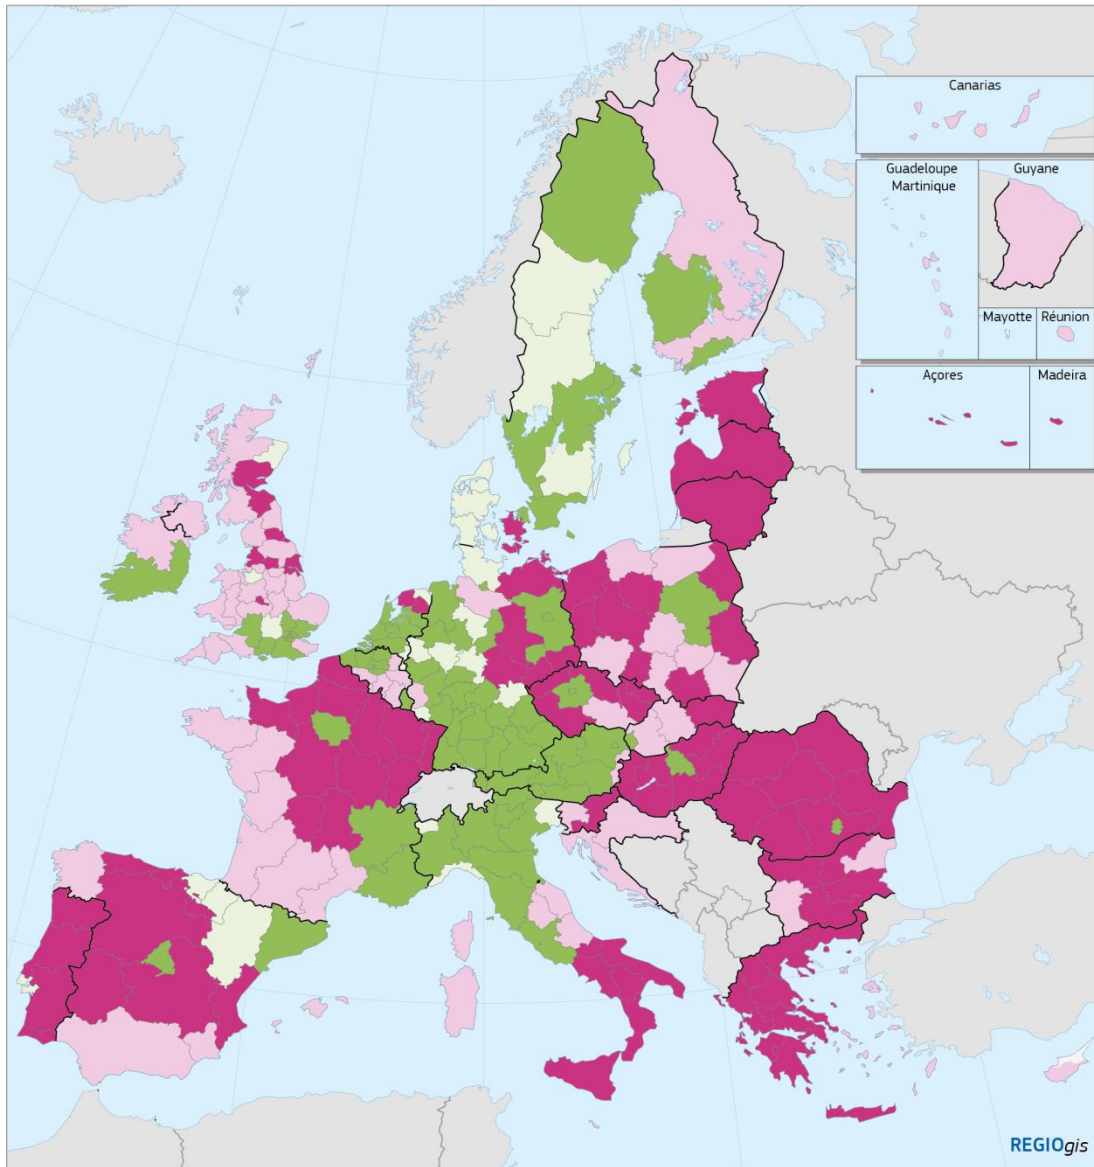 Canarias
Guadeloupe
Martinique
Guyane
Mayotte
Réunion
Açores
Madeira
REGIOgis